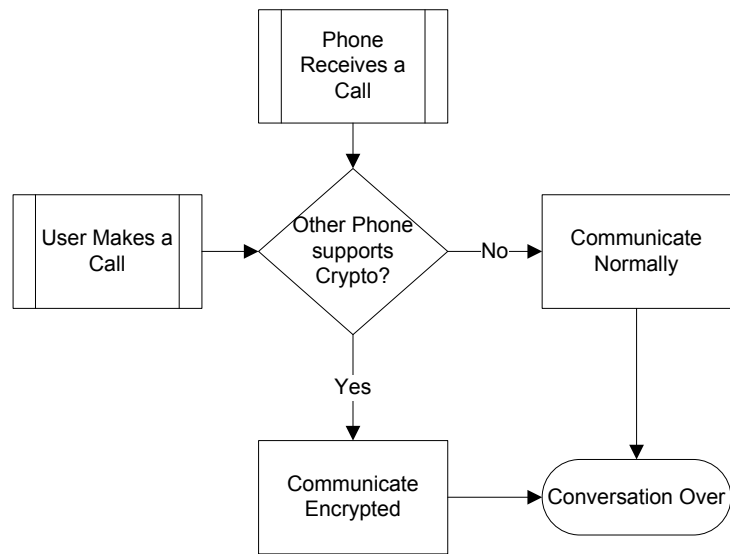 Phone
Receives a
Call
User Makes a
Call
Other Phone
supports
Crypto?
No
Communicate
Normally
Yes
Communicate
Encrypted
Conversation Over